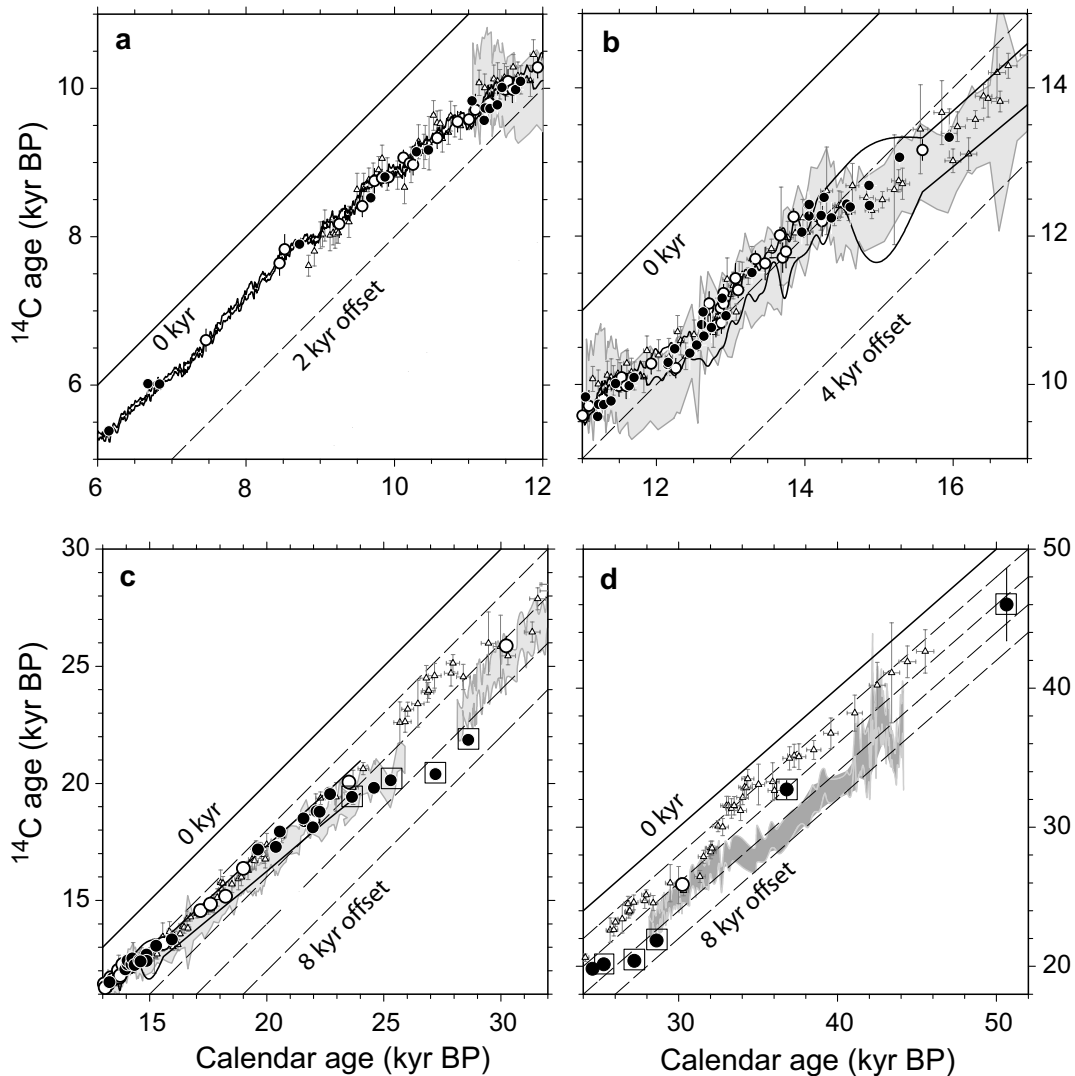 a
10
8
6
0 kyr
2 kyr offset
6
8
10
12
¹⁴C age (kyr BP)
b
14
12
10
0 kyr
4 kyr offset
12
14
16
c
30
25
20
15
0 kyr
8 kyr offset
15
20
25
30
¹⁴C age (kyr BP)
Calendar age (kyr BP)
d
50
40
30
20
0 kyr
8 kyr offset
30
40
50
Calendar age (kyr BP)